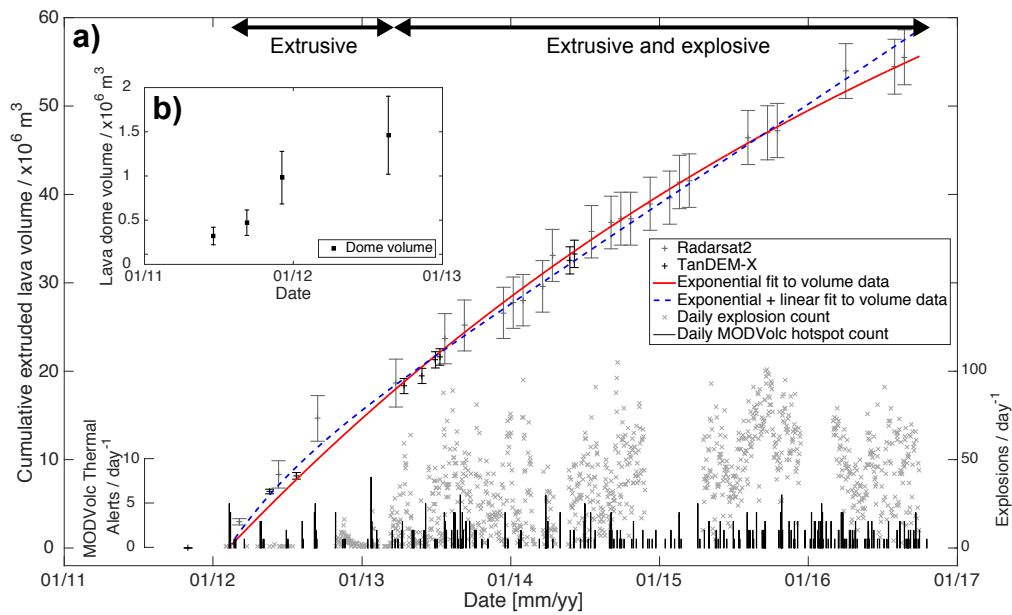 a)
Extrusive
Extrusive and explosive
Cumulative extruded lava volume / x10⁶ m³
60
50
40
30
20
10
0
b)
Lava dome volume / x10⁶ m³
2
1.5
1
0.5
0
Dome volume
01/11
01/12
01/13
Date
Radarsat2
TanDEM-X
Exponential fit to volume data
Exponential + linear fit to volume data
Daily explosion count
Daily MODVolc hotspot count
MODVolc Thermal
Alerts / day⁻¹
10
5
0
100
50
0
Explosions / day⁻¹
01/11
01/12
01/13
01/14
01/15
01/16
01/17
Date [mm/yy]